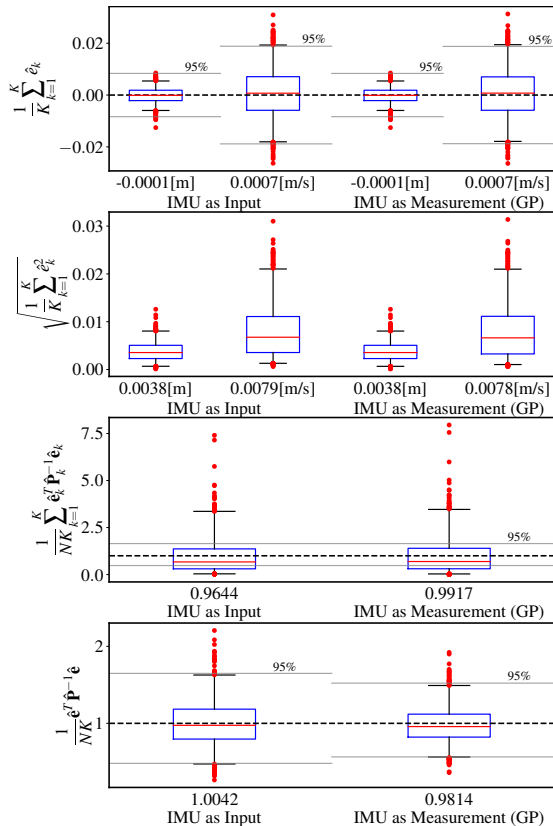 0.02
0.00
−0.02
1/K ∑_{k=1}^{K} ê_k
95%
95%
95%
95%
-0.0001[m] 0.0007[m/s] -0.0001[m] 0.0007[m/s]
IMU as Input IMU as Measurement (GP)
0.03
0.02
0.01
0.00
√(1/K ∑_{k=1}^{K} ê_k^2)
0.0038[m] 0.0079[m/s] 0.0038[m] 0.0078[m/s]
IMU as Input IMU as Measurement (GP)
7.5
5.0
2.5
0.0
1/NK ∑_{k=1}^{K} ê_k^T P̂_k^{-1} ê_k
95%
0.9644 0.9917
IMU as Input IMU as Measurement (GP)
2
1
1/NK ê^T P̂^{-1} ê
95%
95%
1.0042 0.9814
IMU as Input IMU as Measurement (GP)